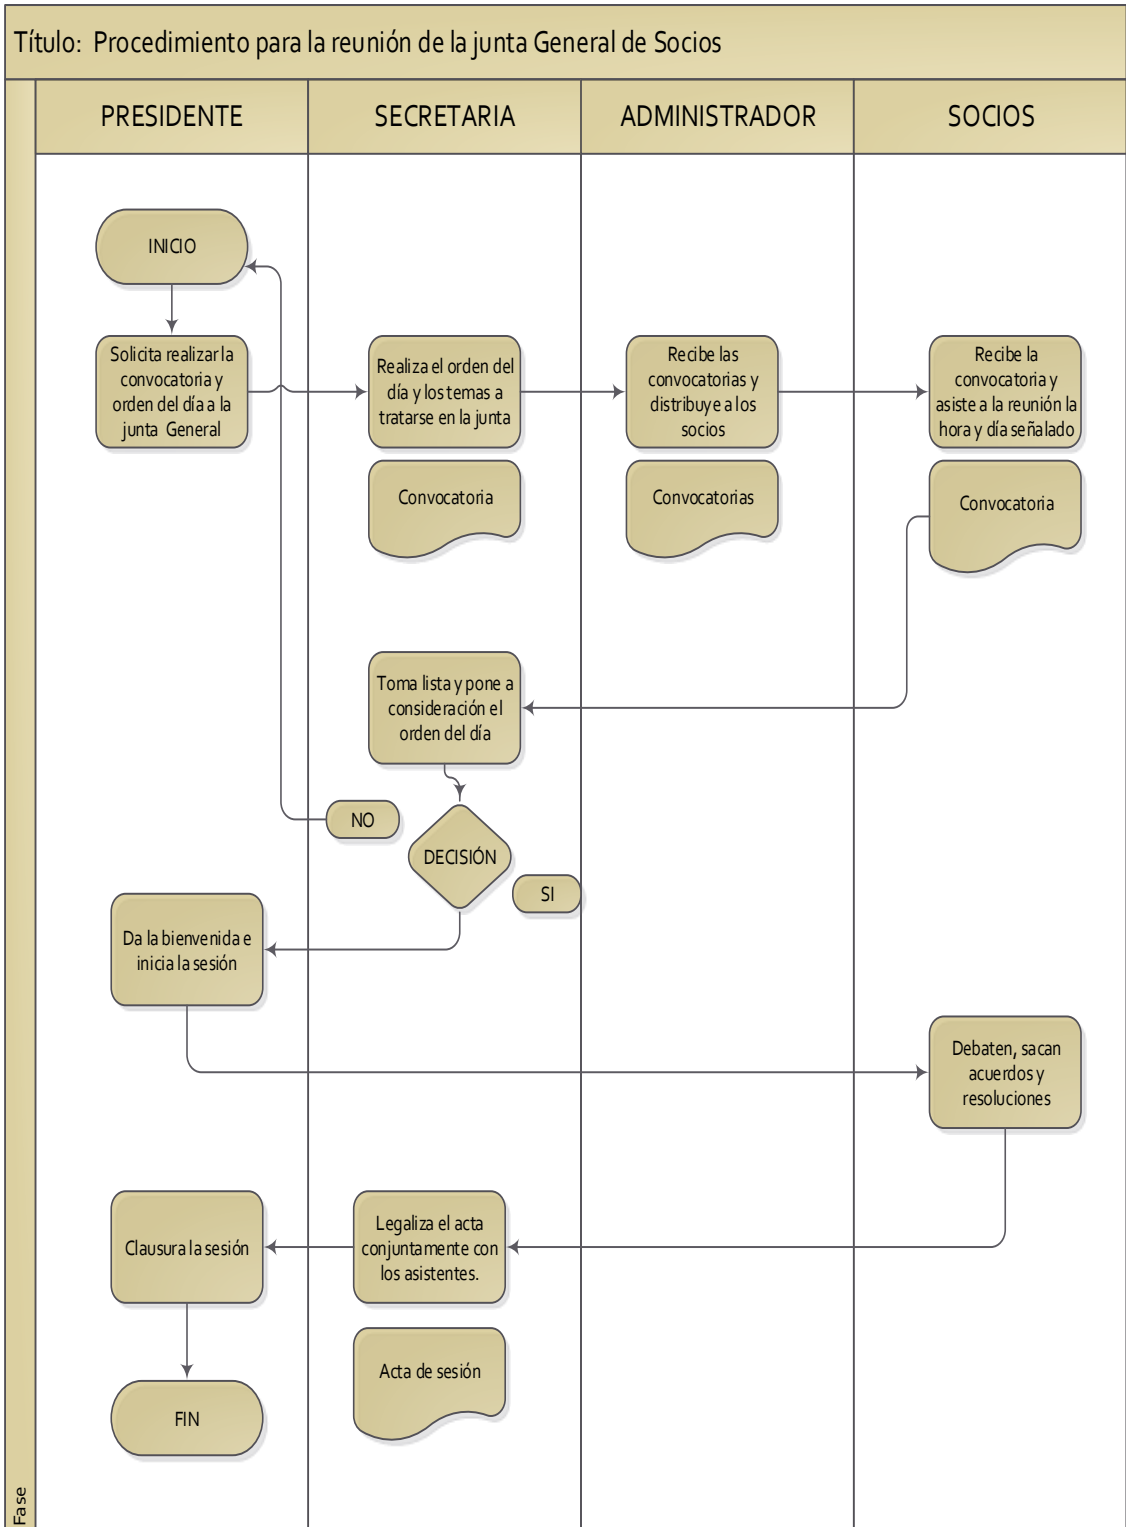 Título: Procedimiento para la reunión de la junta General de Socios
PRESIDENTE
SECRETARIA
ADMINISTRADOR
SOCIOS
INICIO
Solicita realizar la
convocatoria y
orden del día a la
junta General
Realiza el orden del
día y los temas a
tratarse en la junta
Recibe las
convocatorias y
distribuye a los
socios
Recibe la
convocatoria y
asiste a la reunión la
hora y día señalado
Convocatoria
Convocatorias
Convocatoria
Toma lista y pone a
consideración el
orden del día
NO
DECISIÓN
SI
Da la bienvenida e
inicia la sesión
Debaten, sacan
acuerdos y
resoluciones
Clausura la sesión
Legaliza el acta
conjuntamente con
los asistentes.
Acta de sesión
FIN
Fase